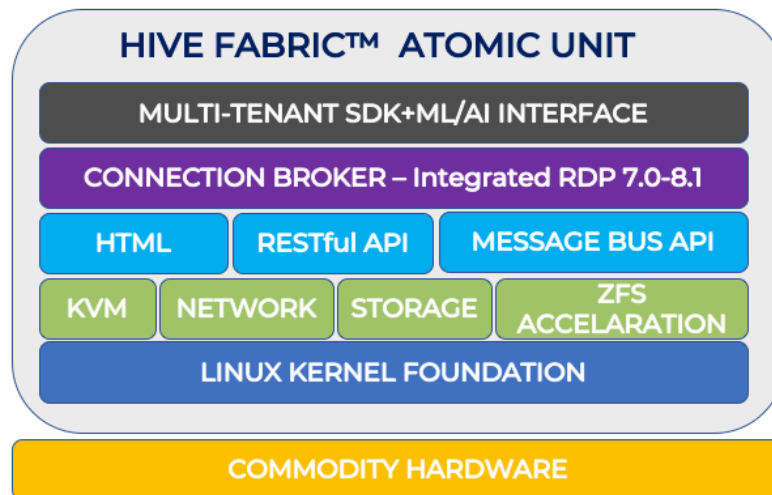 HIVE FABRIC™ ATOMIC UNIT
MULTI-TENANT SDK+ML/AI INTERFACE
CONNECTION BROKER – Integrated RDP 7.0-8.1
HTML
RESTful API
MESSAGE BUS API
KVM
NETWORK
STORAGE
ZFS
ACCELARATION
LINUX KERNEL FOUNDATION
COMMODITY HARDWARE